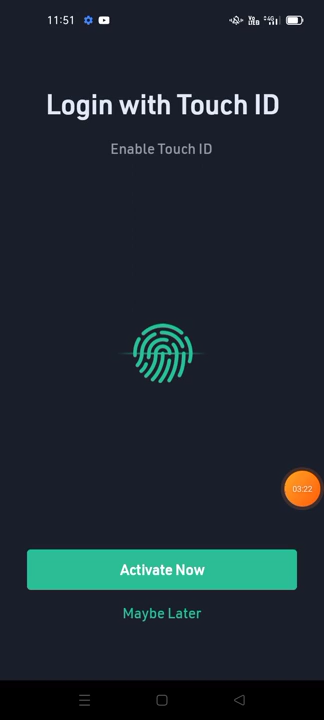 11:51
Login with Touch ID
Enable Touch ID
03:22
Activate Now
Maybe Later